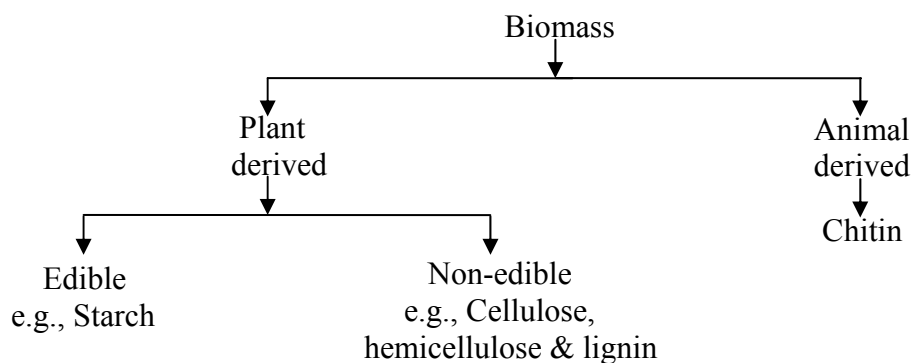 Biomass
Plant
derived
Animal
derived
Chitin
Edible
e.g., Starch
Non-edible
e.g., Cellulose,
hemicellulose & lignin